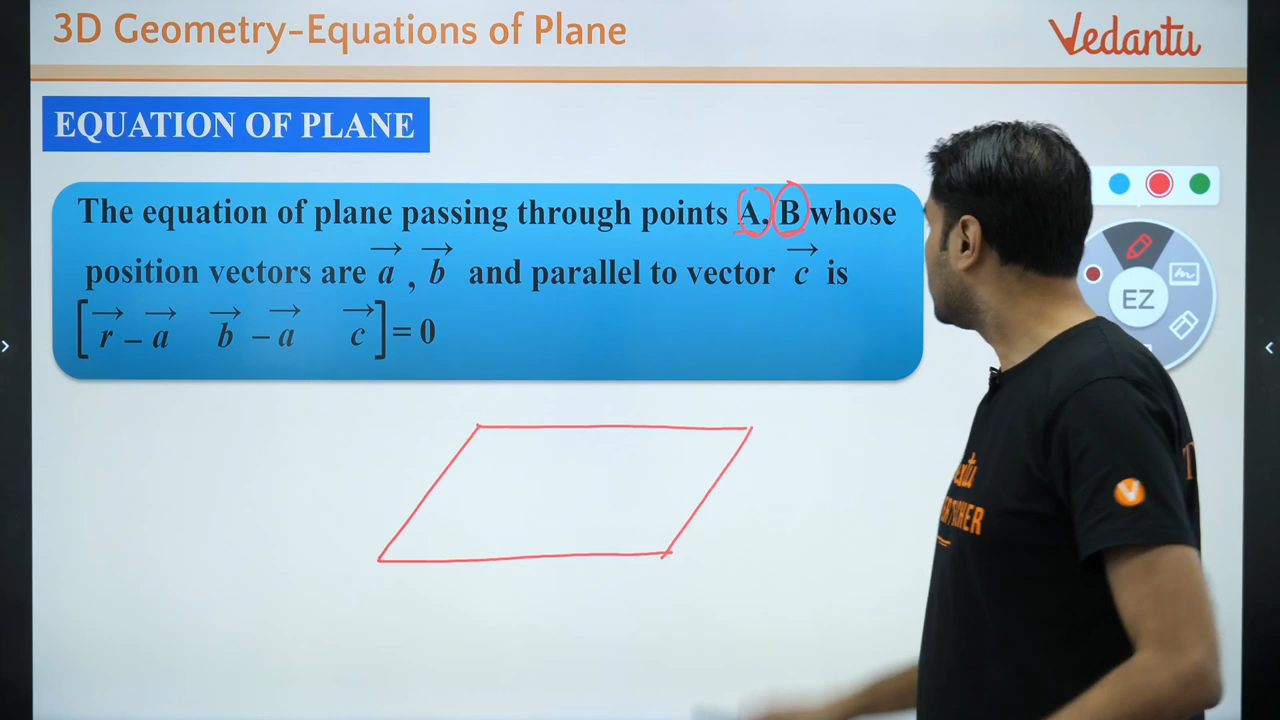 3D Geometry-Equations of Plane
Vedantu
EQUATION OF PLANE
The equation of plane passing through points A, B whose
position vectors are a⃗ , b⃗ and parallel to vector c⃗ is
[r⃗ – a⃗ b⃗ – a⃗ c⃗] = 0
EZ
V